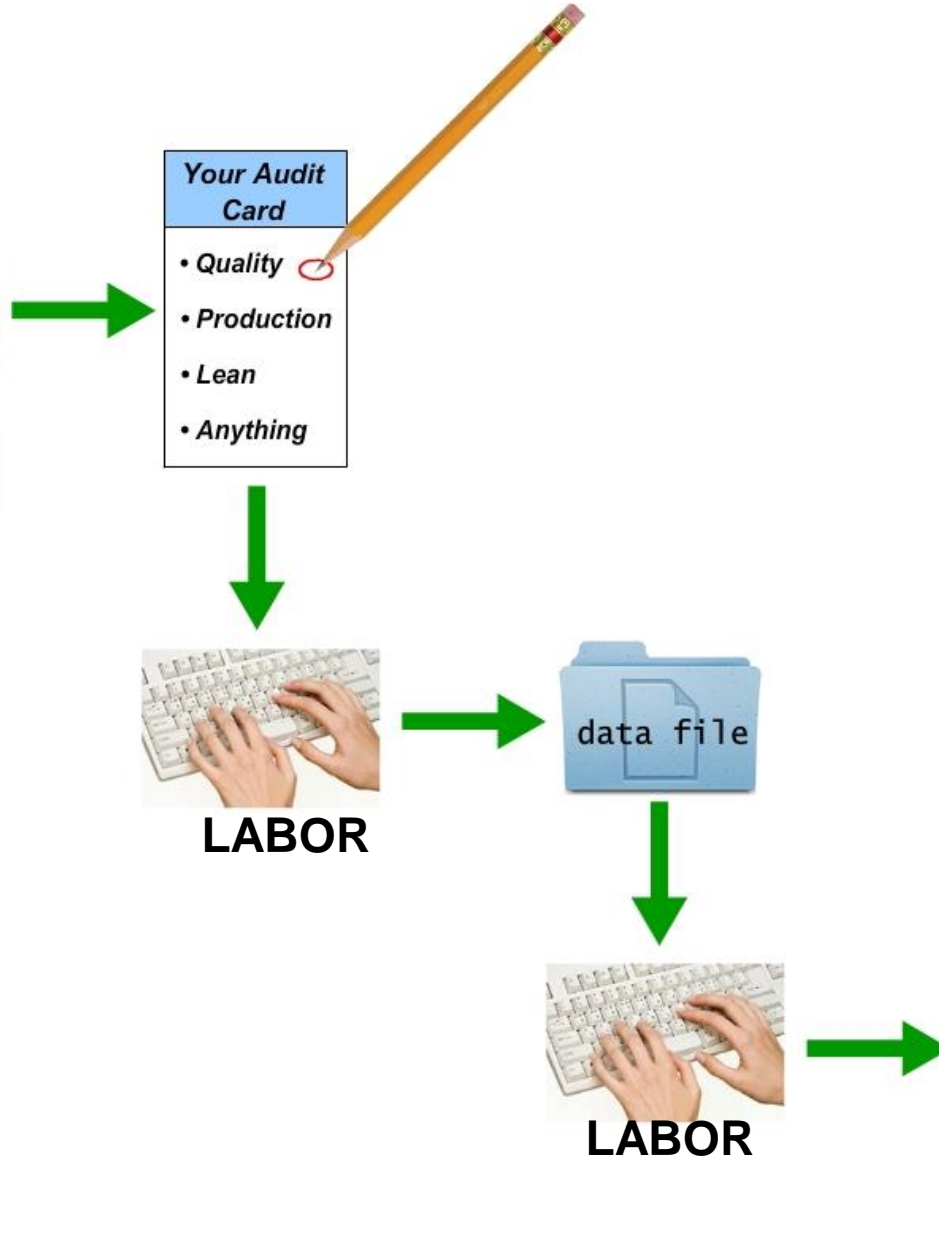 Your Audit
Card
• Quality
• Production
• Lean
• Anything
LABOR
data file
LABOR